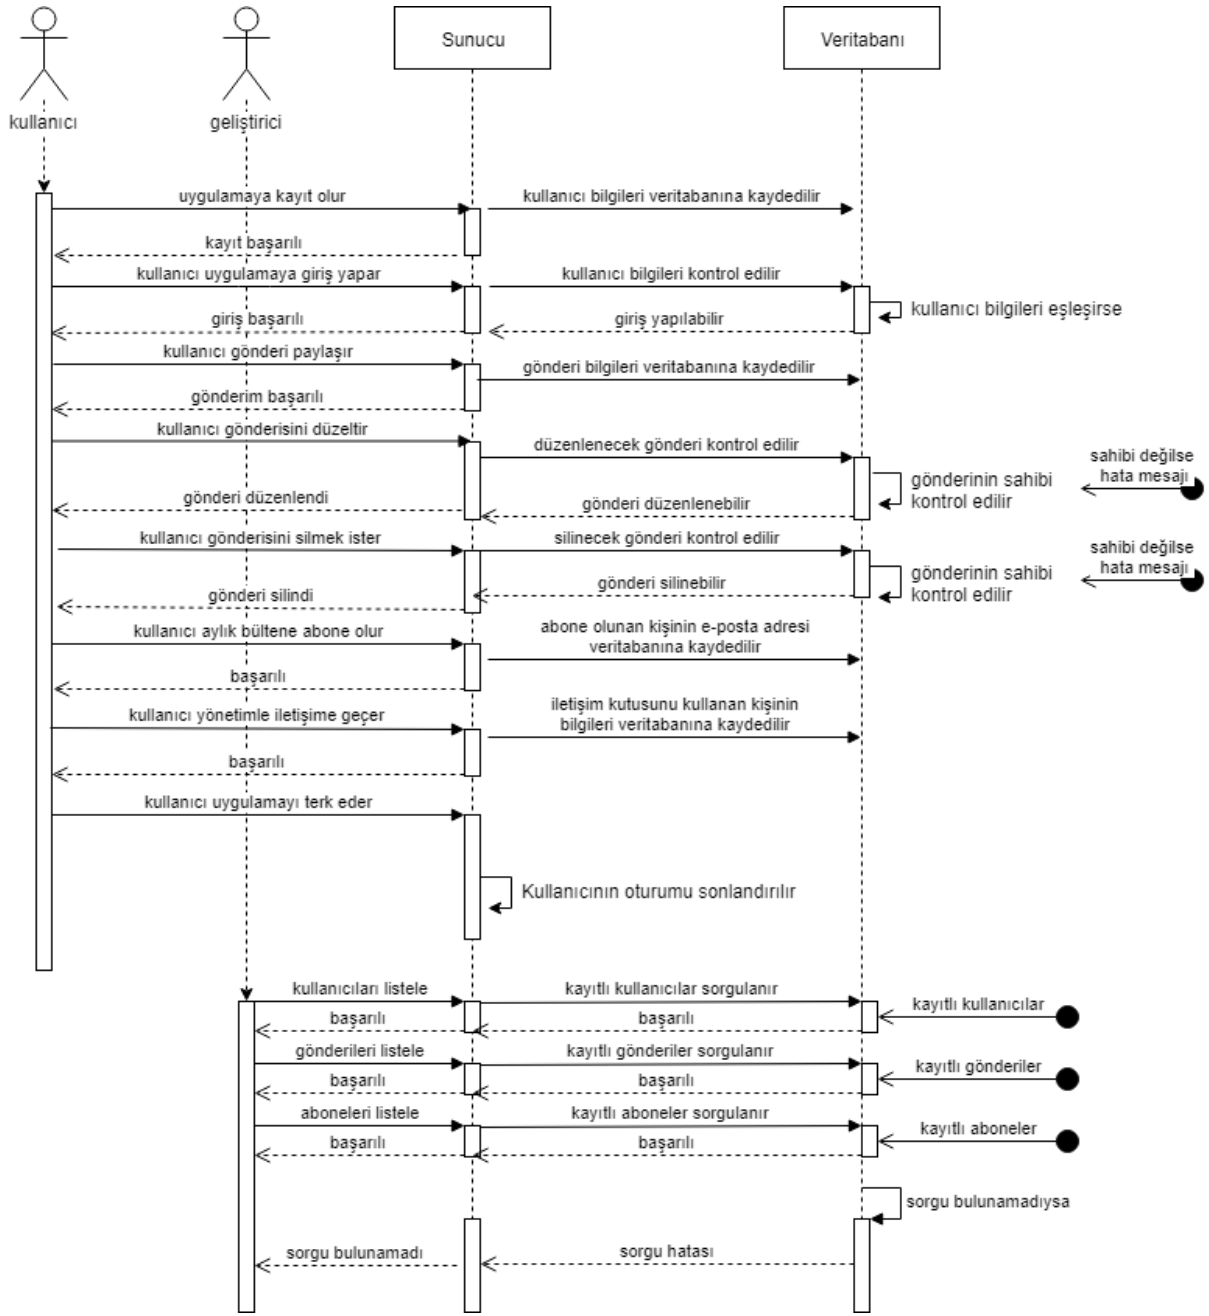 Sunucu
Veritabanı
kullanıcı
geliştirici
uygulamaya kayıt olur
kullanıcı bilgileri veritabanına kaydedilir
kayıt başarılı
kullanıcı uygulamaya giriş yapar
kullanıcı bilgileri kontrol edilir
kullanıcı bilgileri eşleşirse
giriş başarılı
giriş yapılabilir
kullanıcı gönderi paylaşır
gönderi bilgileri veritabanına kaydedilir
gönderim başarılı
kullanıcı gönderisini düzeltir
düzenlenecek gönderi kontrol edilir
sahibi değilse
hata mesajı
gönderinin sahibi
kontrol edilir
gönderi düzenlendi
gönderi düzenlenebilir
kullanıcı gönderisini silmek ister
silinecek gönderi kontrol edilir
sahibi değilse
hata mesajı
gönderinin sahibi
kontrol edilir
gönderi silinebilir
gönderi silindi
kullanıcı aylık bültene abone olur
abone olunan kişinin e-posta adresi
veritabanına kaydedilir
başarılı
kullanıcı yönetimle iletişime geçer
iletişim kutusunu kullanan kişinin
bilgileri veritabanına kaydedilir
başarılı
kullanıcı uygulamayı terk eder
Kullanıcının oturumu sonlandırılır
kullanıcıları listele
kayıtlı kullanıcılar sorgulanır
kayıtlı kullanıcılar
başarılı
başarılı
gönderileri listele
kayıtlı gönderiler sorgulanır
kayıtlı gönderiler
başarılı
başarılı
aboneleri listele
kayıtlı aboneler sorgulanır
kayıtlı aboneler
başarılı
başarılı
sorgu bulunamadıysa
sorgu bulunamadı
sorgu hatası